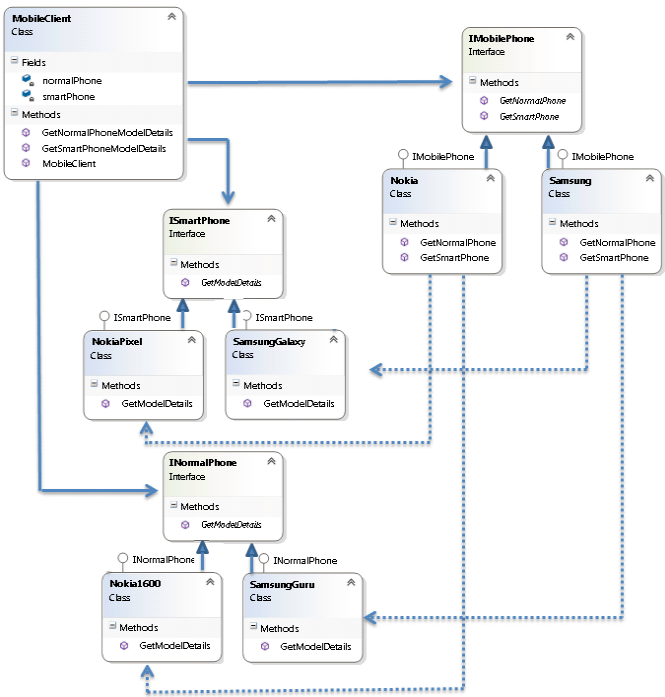 MobileClient
Class
Fields
normalPhone
smartPhone
Methods
GetNormalPhoneModelDetails
GetSmartPhoneModelDetails
MobileClient
IMobilePhone
Interface
Methods
GetNormalPhone
GetSmartPhone
IMobilePhone
Nokia
Class
Methods
GetNormalPhone
GetSmartPhone
IMobilePhone
Samsung
Class
Methods
GetNormalPhone
GetSmartPhone
ISmartPhone
Interface
Methods
GetModelDetails
ISmartPhone
NokiaPixel
Class
Methods
GetModelDetails
ISmartPhone
SamsungGalaxy
Class
Methods
GetModelDetails
INormalPhone
Interface
Methods
GetModelDetails
INormalPhone
Nokia1600
Class
Methods
GetModelDetails
INormalPhone
SamsungGuru
Class
Methods
GetModelDetails